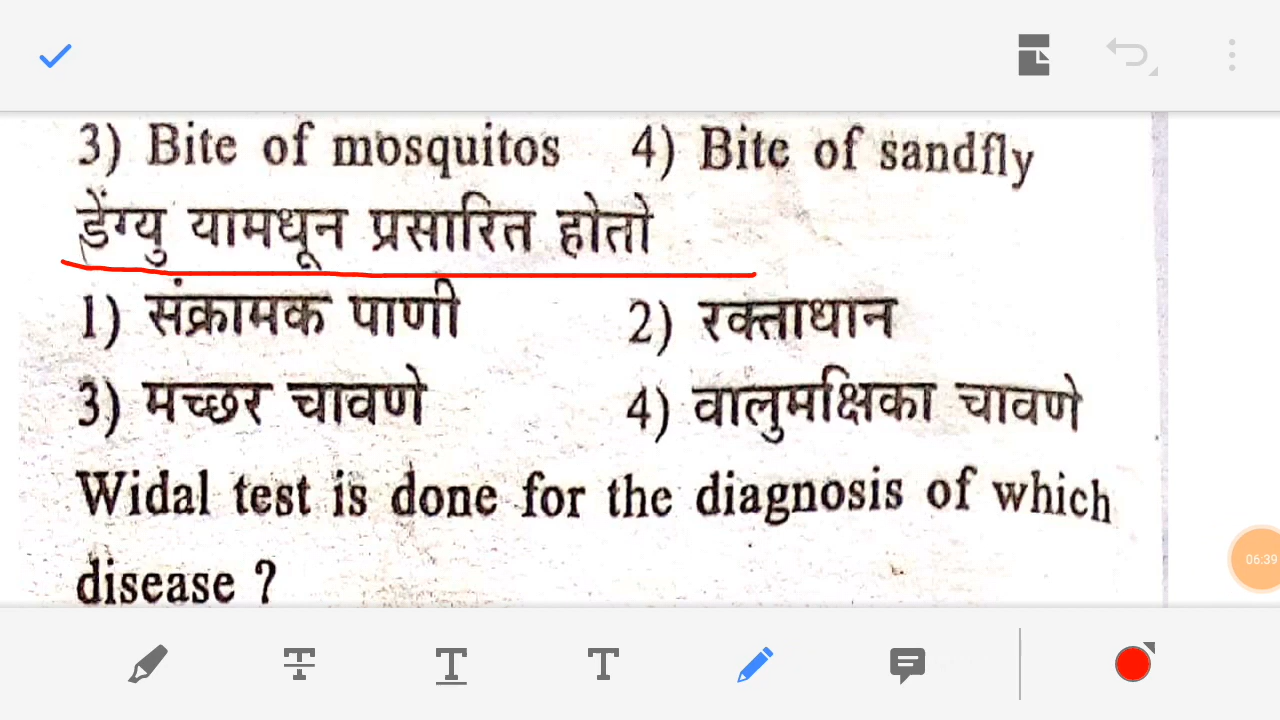 3) Bite of mosquitos 4) Bite of sandfly
डेंग्यु यामधून प्रसारित होतो
1) संक्रामक पाणी 2) रक्ताधान
3) मच्छर चावणे 4) वालुमक्षिका चावणे
Widal test is done for the diagnosis of which
disease ?
06:39
T T T